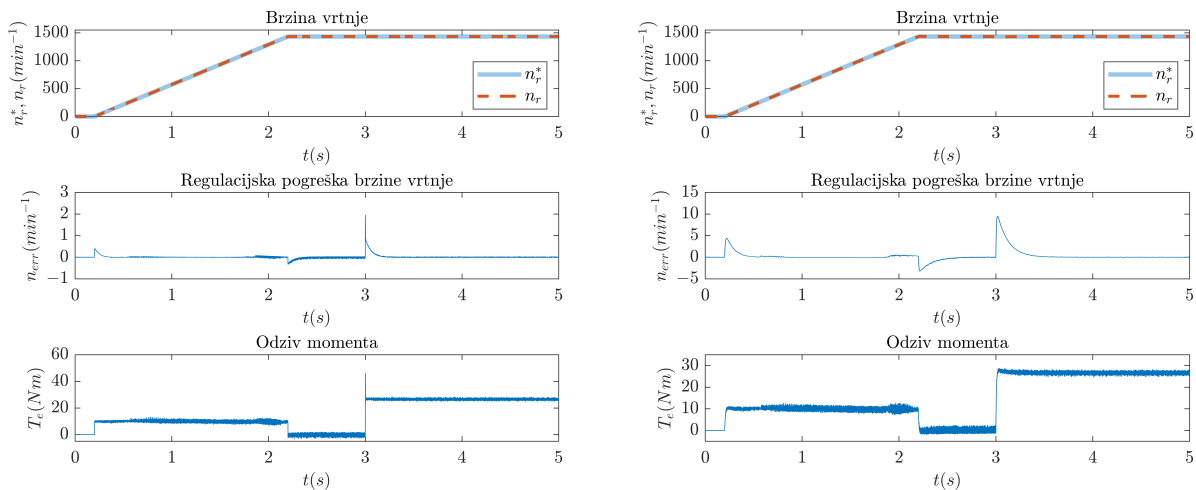 Brzina vrtnje
n_r^*, n_r(min^{-1})
1500
1000
500
0
n_r^*
n_r
0 1 2 3 4 5
t(s)
Regulacijska pogreška brzine vrtnje
n_{err}(min^{-1})
3
2
1
0
−1
0 1 2 3 4 5
t(s)
Odziv momenta
T_e(Nm)
60
40
20
0
0 1 2 3 4 5
t(s)
Brzina vrtnje
n_r^*, n_r(min^{-1})
1500
1000
500
0
n_r^*
n_r
0 1 2 3 4 5
t(s)
Regulacijska pogreška brzine vrtnje
n_{err}(min^{-1})
15
10
5
0
−5
0 1 2 3 4 5
t(s)
Odziv momenta
T_e(Nm)
30
20
10
0
0 1 2 3 4 5
t(s)